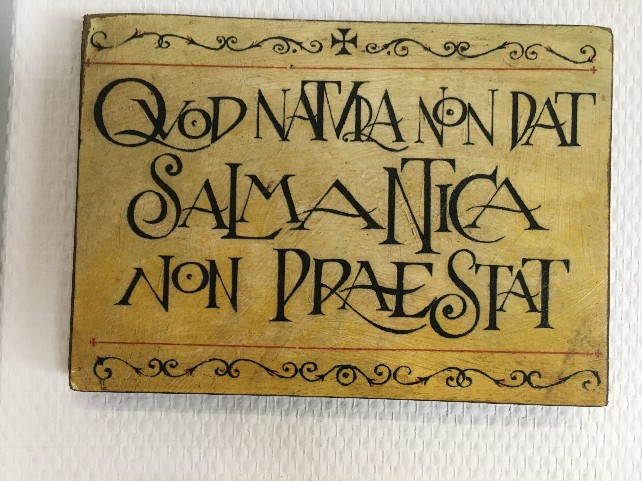 QVOD NATVRA NON DAT
SALMANTICA
NON PRAESTAT